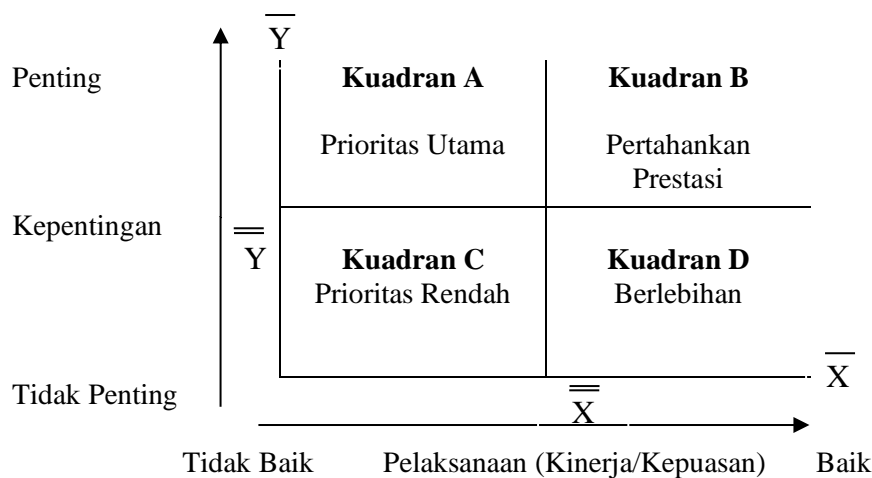 Y̅
Penting
Kuadran A
Kuadran B
Prioritas Utama
Pertahankan
Prestasi
Kepentingan
Y̿
Kuadran C
Kuadran D
Prioritas Rendah
Berlebihan
X̅
Tidak Penting
X̿
Tidak Baik
Pelaksanaan (Kinerja/Kepuasan)
Baik